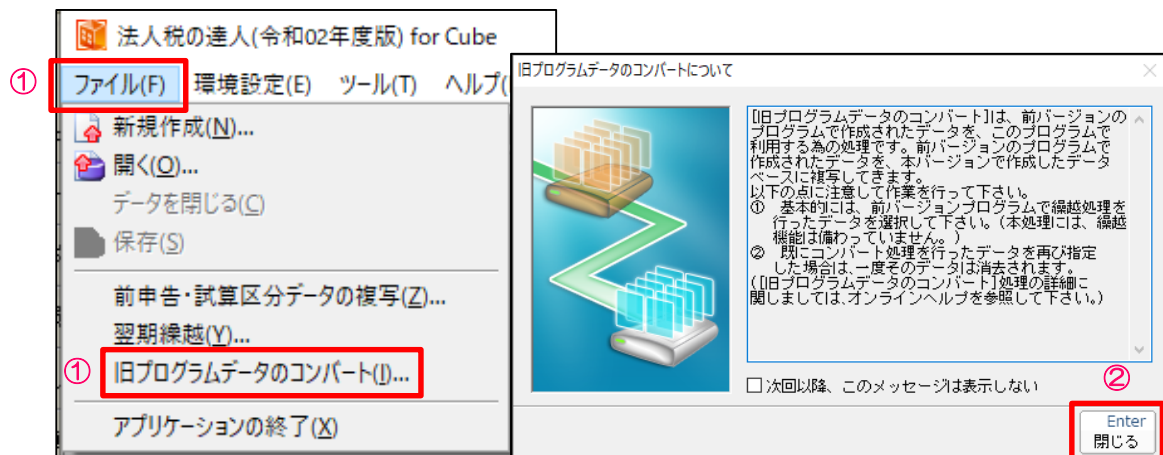 法人税の達人(令和02年度版) for Cube
①
ファイル(F) 環境設定(E) ツール(T) ヘルプ(
新規作成(N)...
開く(O)...
データを閉じる(C)
保存(S)
前申告・試算区分データの複写(Z)...
翌期繰越(Y)...
①
旧プログラムデータのコンバート(I)...
アプリケーションの終了(X)
旧プログラムデータのコンバートについて
[旧プログラムデータのコンバート]は、前バージョンの
プログラムで作成されたデータを、このプログラムで
利用する為の処理です。前バージョンのプログラムで
作成されたデータを、本バージョンで作成したデータ
ベースに複写してきます。
以下の点に注意して作業を行って下さい。
① 基本的には、前バージョンプログラムで繰越処理を
行ったデータを選択して下さい。(本処理には、繰越
機能は備わっていません。)
② 既にコンバート処理を行ったデータを再び指定
した場合は、一度そのデータは消去されます。
([旧プログラムデータのコンバート]処理の詳細に
関しましては、オンラインヘルプを参照して下さい。)
次回以降、このメッセージは表示しない
②
Enter
閉じる